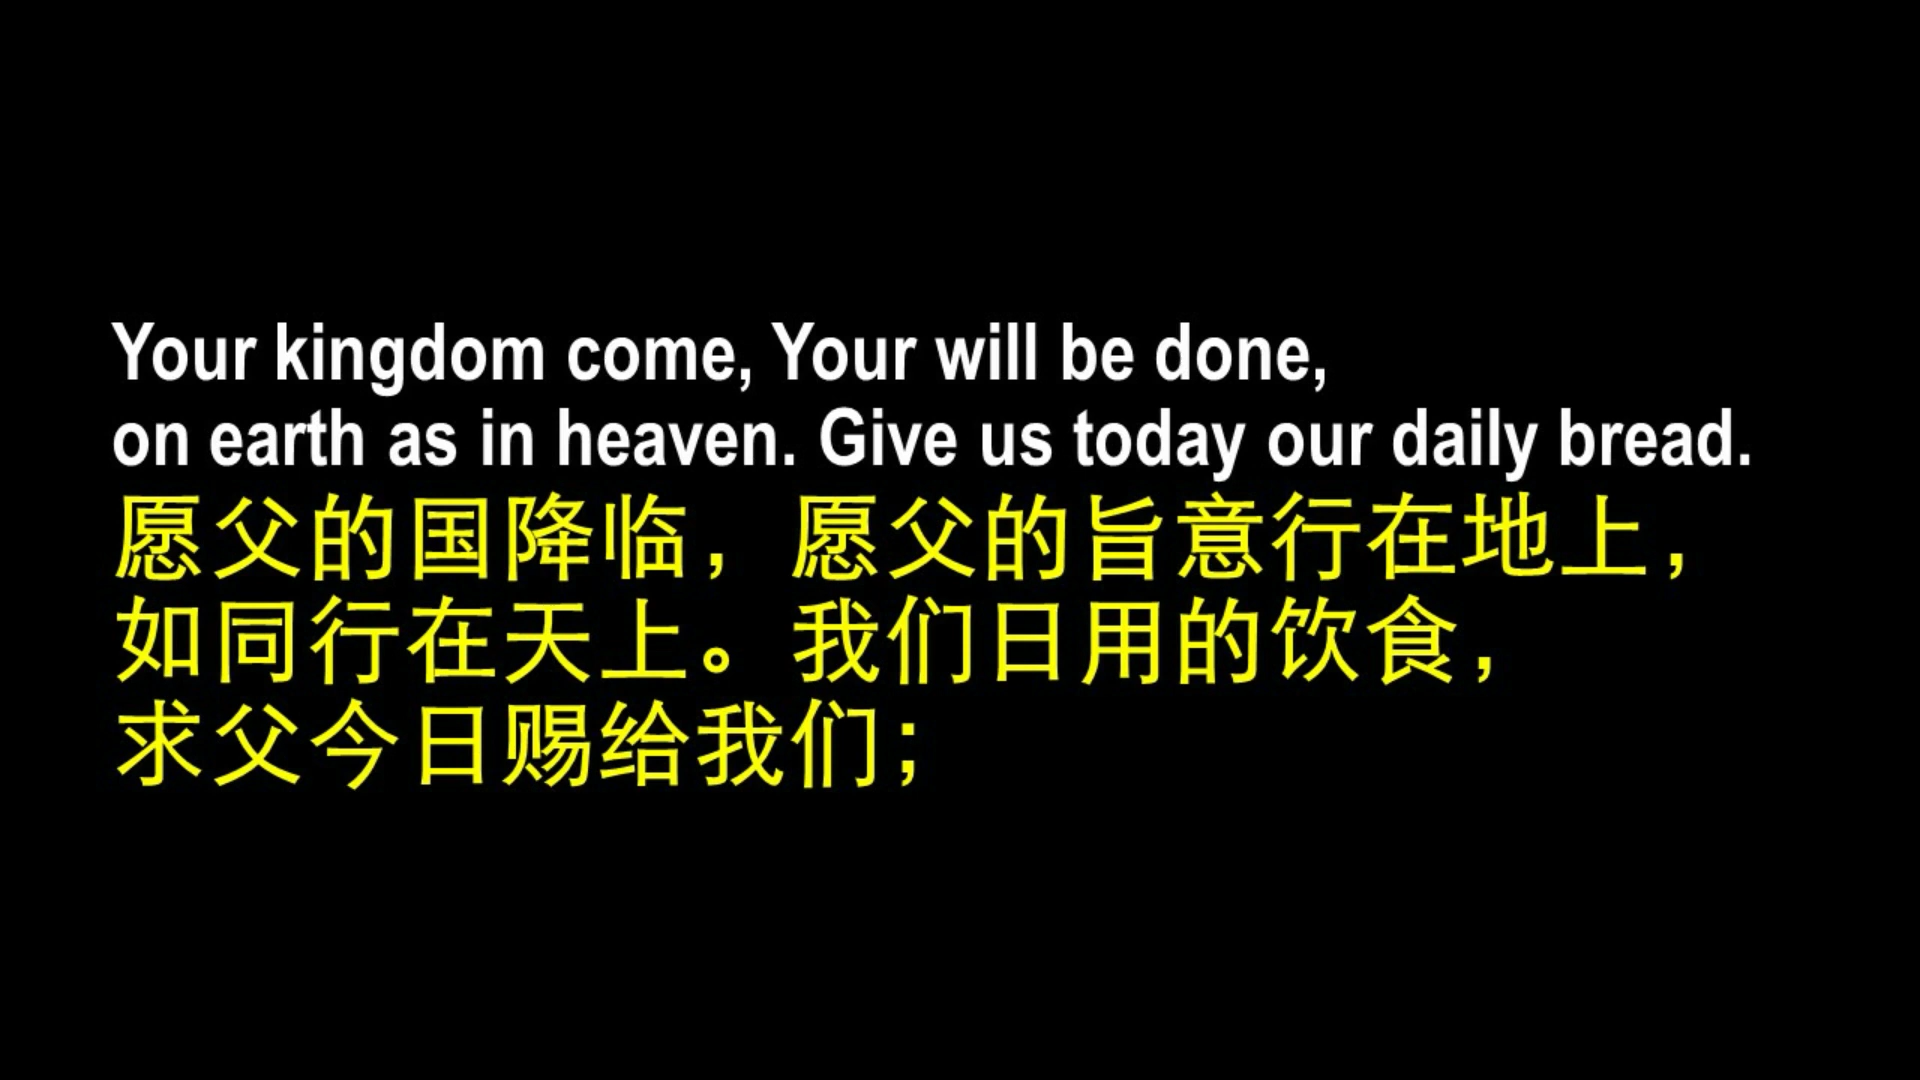 Your kingdom come, Your will be done,
on earth as in heaven. Give us today our daily bread.
愿父的国降临，愿父的旨意行在地上，
如同行在天上。我们日用的饮食，
求父今日赐给我们；